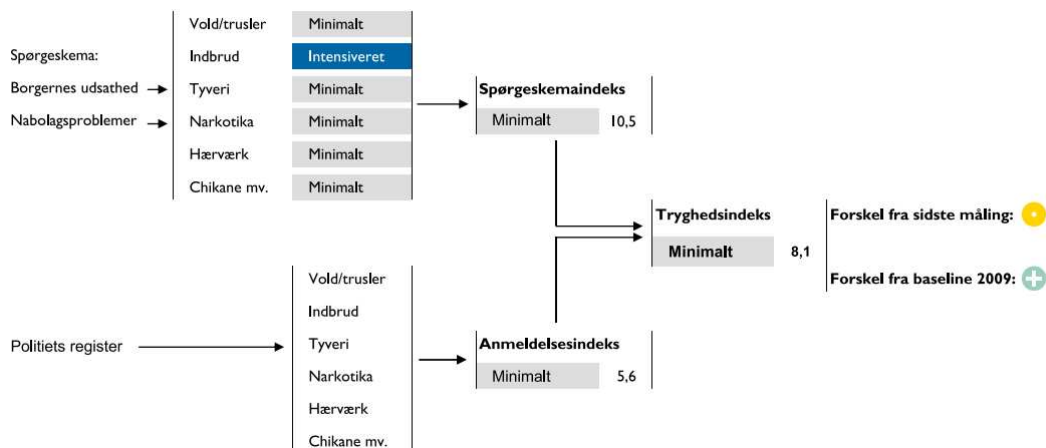 Vold/trusler Minimalt
Spørgeskema: Indbrud Intensiveret
Borgernes udsathed Tyveri Minimalt
Nabolagsproblemer Narkotika Minimalt
Hærværk Minimalt
Chikane mv. Minimalt
Spørgeskemaindeks
Minimalt 10,5
Tryghedsindeks
Minimalt 8,1
Forskel fra sidste måling:
Forskel fra baseline 2009:
Politiets register
Vold/trusler
Indbrud
Tyveri
Narkotika
Hærværk
Chikane mv.
Anmeldelsesindeks
Minimalt 5,6